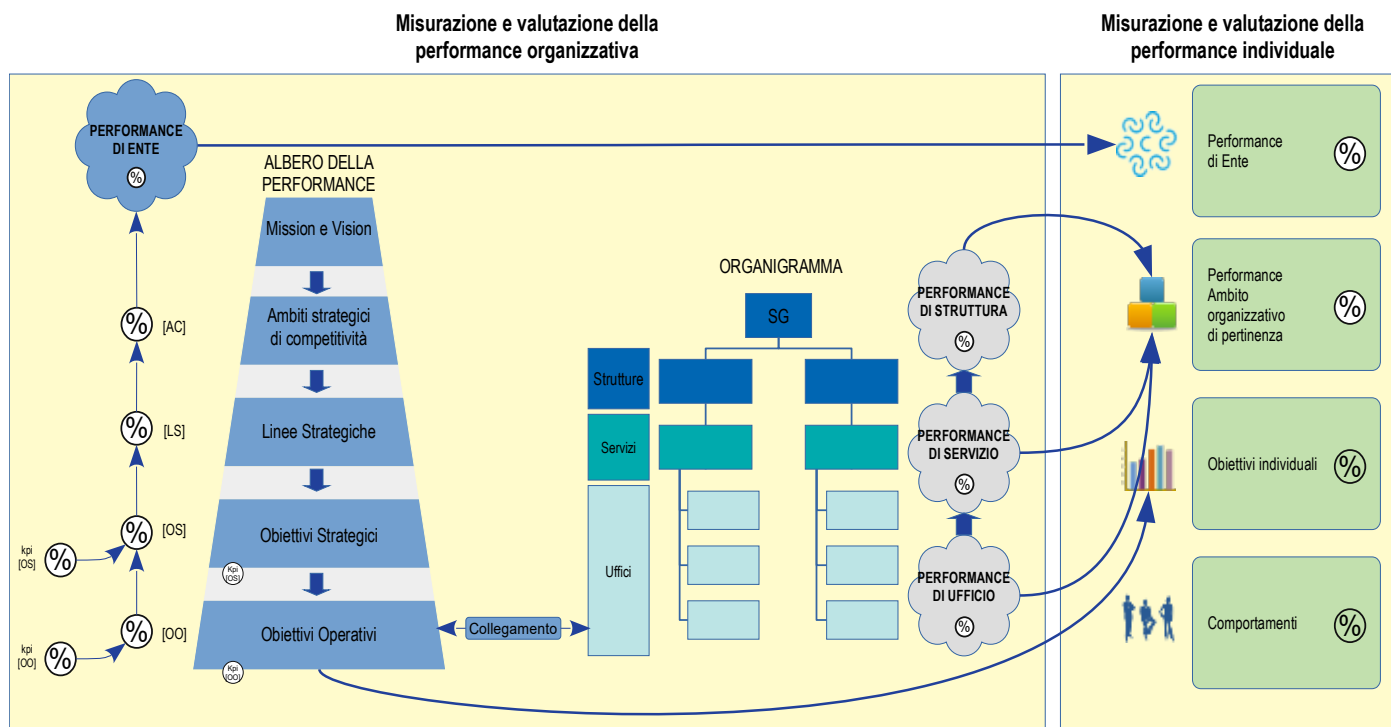 Misurazione e valutazione della
performance organizzativa
Misurazione e valutazione della
performance individuale
PERFORMANCE
DI ENTE
%
ALBERO DELLA
PERFORMANCE
Mission e Vision
Ambiti strategici
di competitività
Linee Strategiche
Obiettivi Strategici
Kpi
[OS]
Obiettivi Operativi
Kpi
[OO]
% [AC]
% [LS]
% [OS]
kpi
[OS]
%
% [OO]
kpi
[OO]
%
Collegamento
ORGANIGRAMMA
SG
Strutture
Servizi
Uffici
PERFORMANCE
DI STRUTTURA
%
PERFORMANCE
DI SERVIZIO
%
PERFORMANCE
DI UFFICIO
%
Performance
di Ente
%
Performance
Ambito
organizzativo
di pertinenza
%
Obiettivi individuali
%
Comportamenti
%